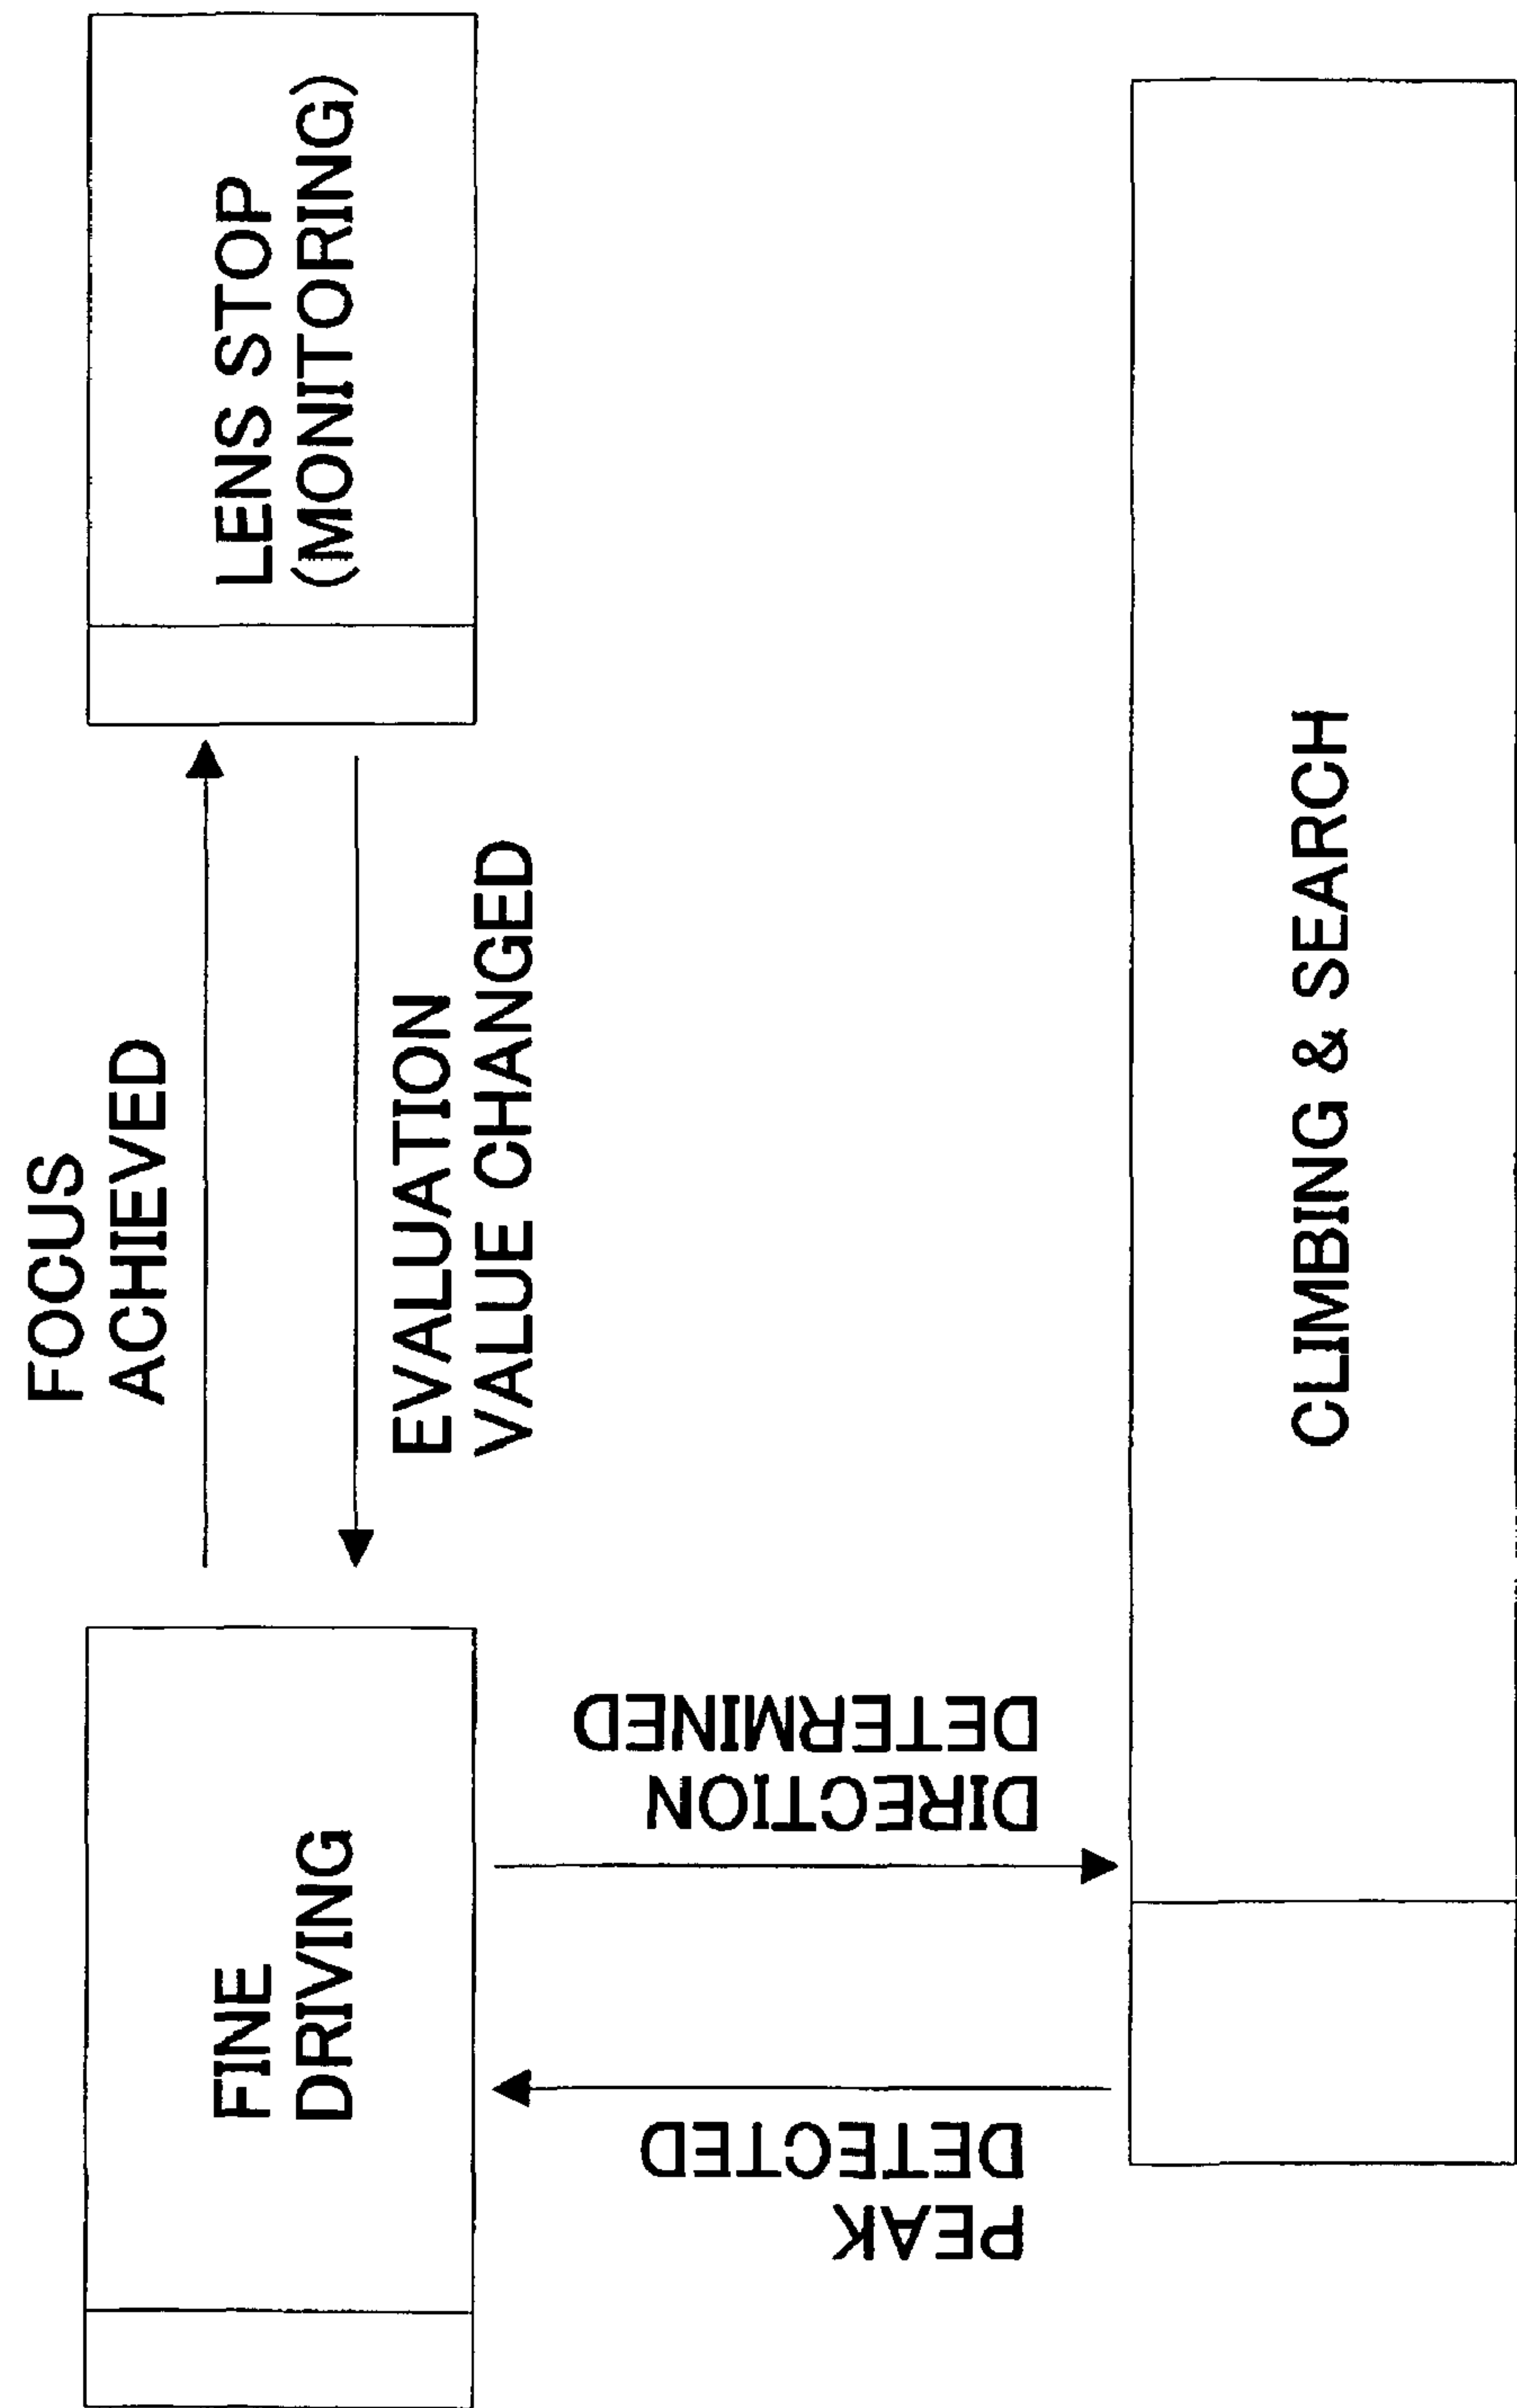 FOCUS
ACHIEVED
LENS STOP
(MONITORING)
EVALUATION
VALUE CHANGED
FINE
DRIVING
DIRECTION
DETERMINED
PEAK
DETECTED
CLIMBING & SEARCH